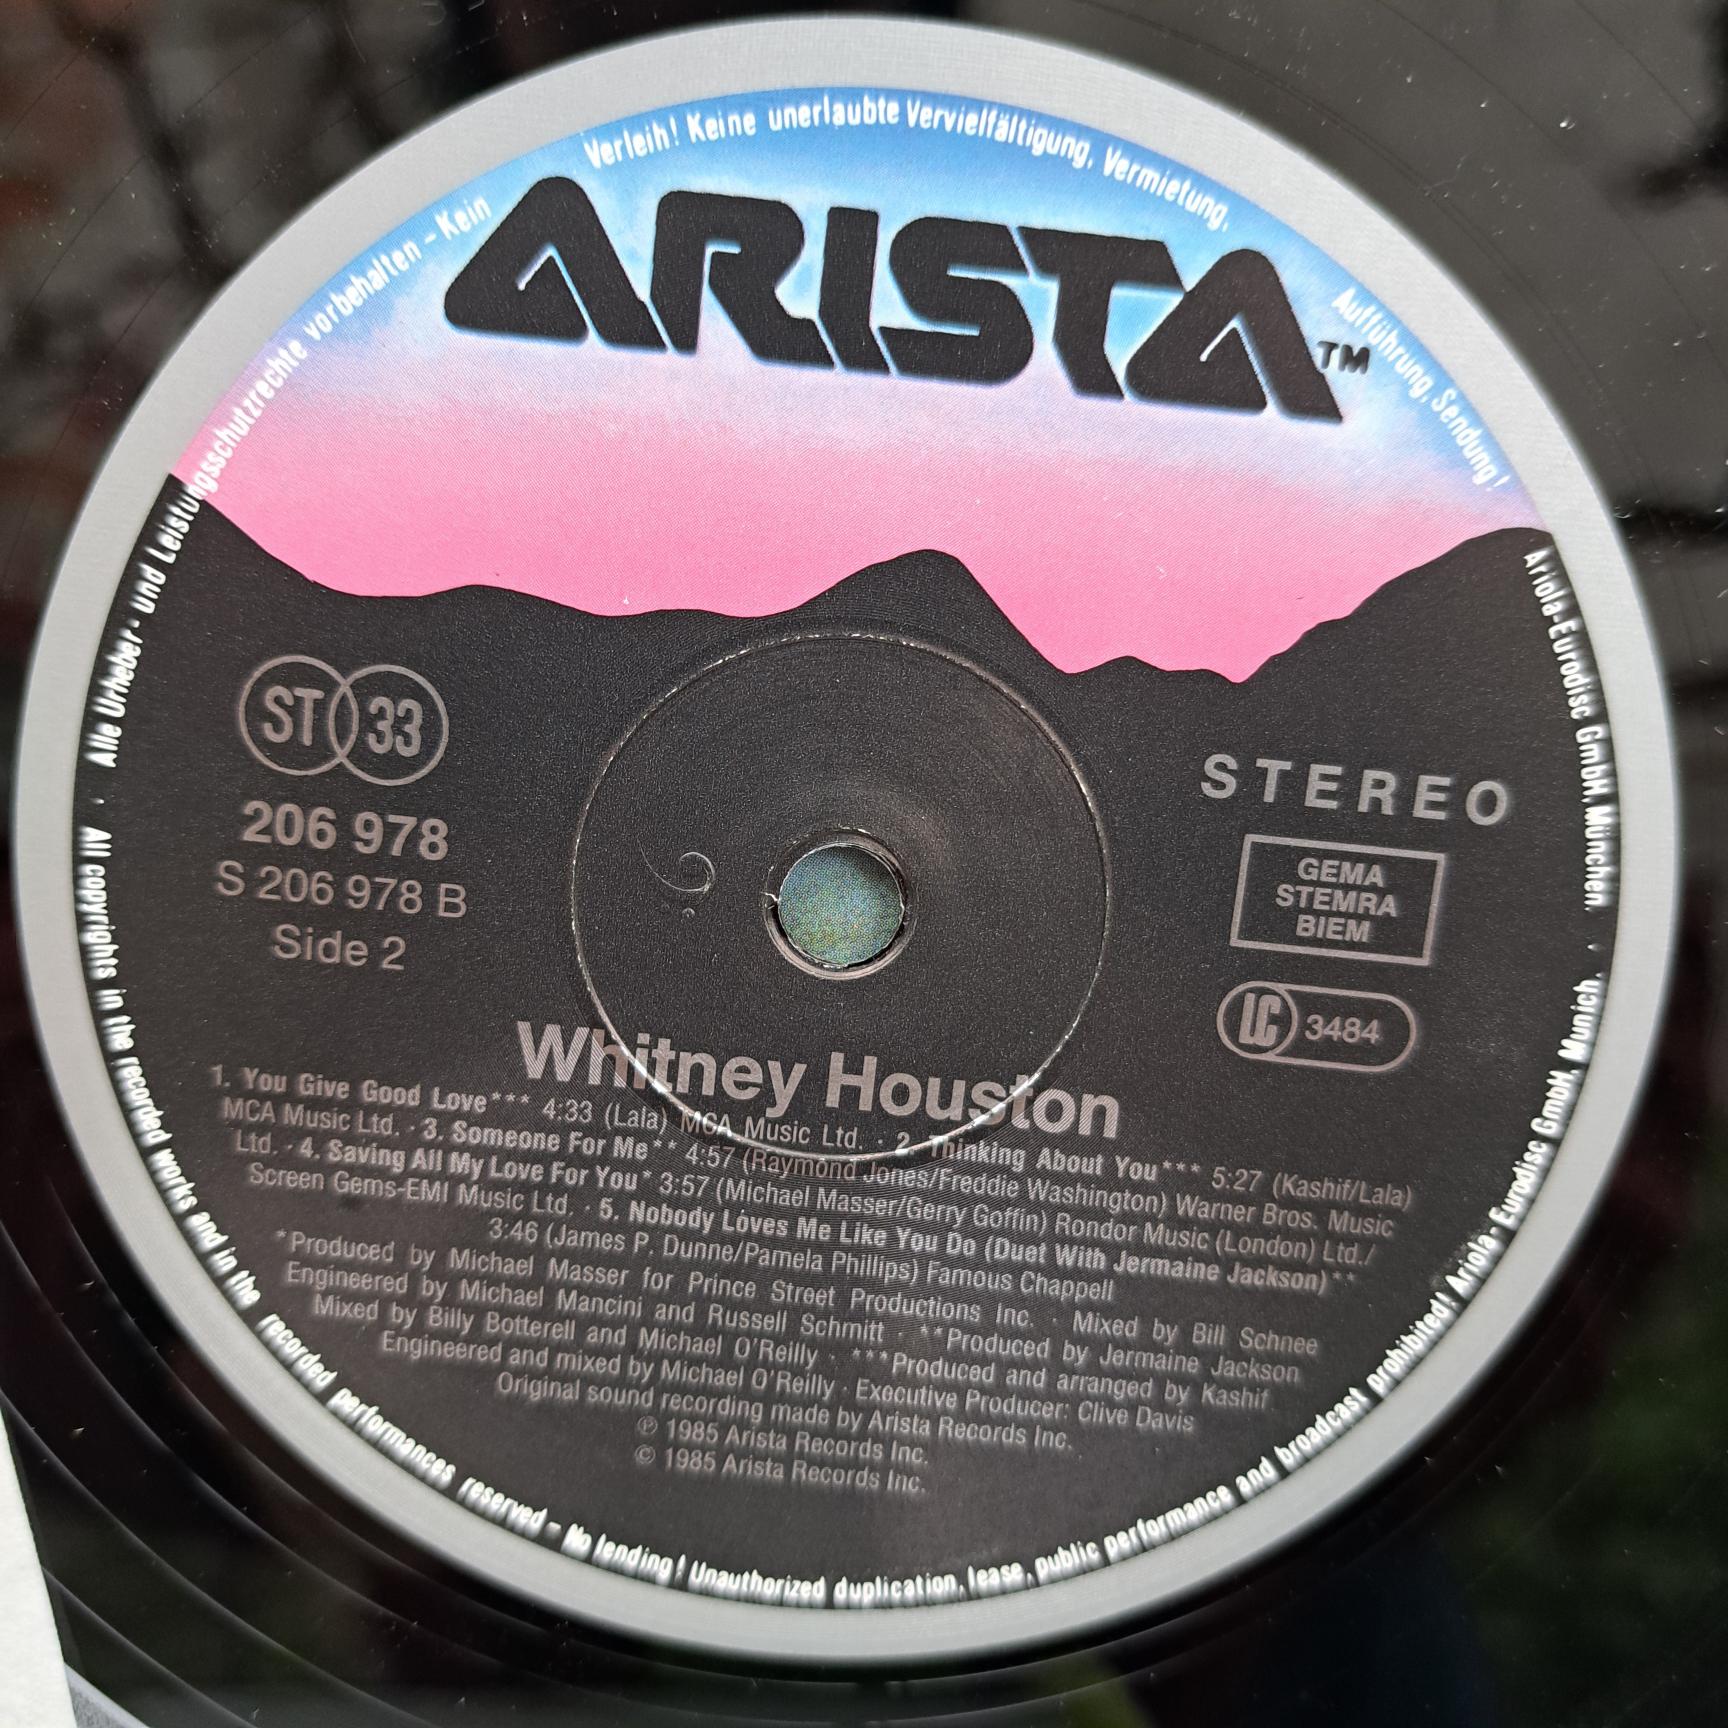 Alle Urheber- und Leistungsschutzrechte vorbehalten – Kein Verleih! Keine unerlaubte Vervielfältigung, Vermietung, Aufführung, Sendung!
Ariola-Eurodisc GmbH, München ·
ARISTA™
ST 33
206 978
S 206 978 B
Side 2
STEREO
GEMA
STEMRA
BIEM
LC 3484
Whitney Houston
1. You Give Good Love*** 4:33 (Lala) MCA Music Ltd. · 2. Thinking About You*** 5:27 (Kashif/Lala)
MCA Music Ltd. · 3. Someone For Me** 4:57 (Raymond Jones/Freddie Washington) Warner Bros. Music
Ltd. · 4. Saving All My Love For You* 3:57 (Michael Masser/Gerry Goffin) Rondor Music (London) Ltd./
Screen Gems-EMI Music Ltd. · 5. Nobody Loves Me Like You Do (Duet With Jermaine Jackson)**
3:46 (James P. Dunne/Pamela Phillips) Famous Chappell
*Produced by Michael Masser for Prince Street Productions Inc. · Mixed by Bill Schnee
Engineered by Michael Mancini and Russell Schmitt · **Produced by Jermaine Jackson
Mixed by Billy Botterell and Michael O'Reilly · ***Produced and arranged by Kashif
Engineered and mixed by Michael O'Reilly · Executive Producer: Clive Davis
Original sound recording made by Arista Records Inc.
℗ 1985 Arista Records Inc.
© 1985 Arista Records Inc.
· All copyrights in the recorded works and in the recorded performances reserved – No lending! Unauthorized duplication, lease, public performance and broadcast prohibited! Ariola-Eurodisc GmbH, Munich